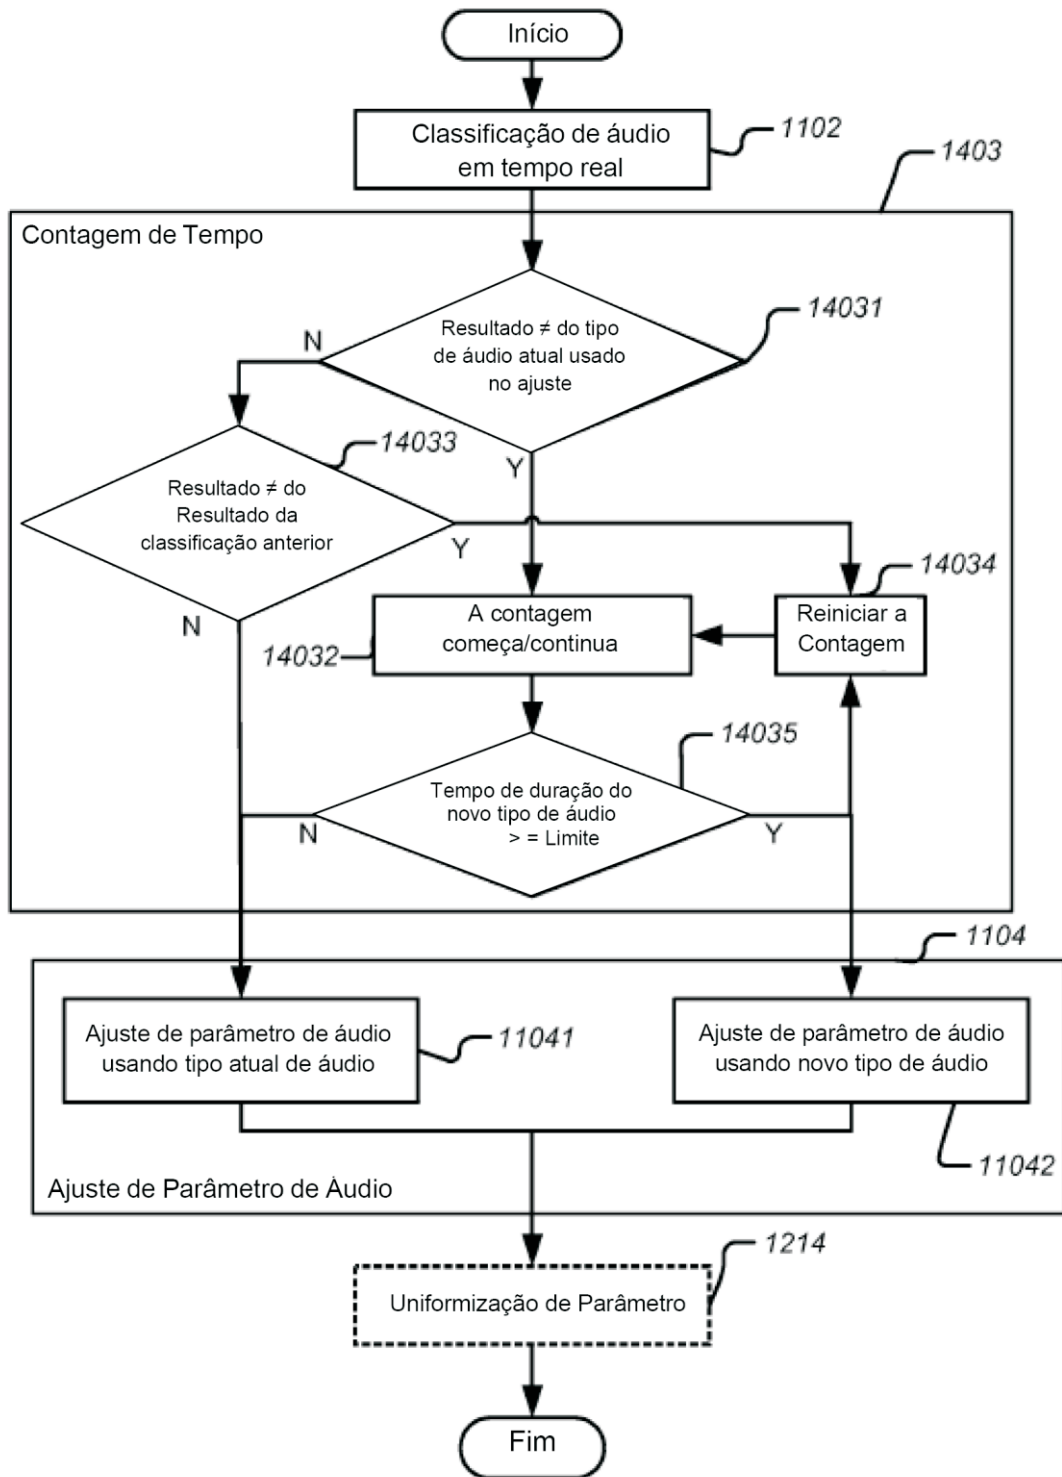 Início
Classificação de áudio
em tempo real
1102
1403
Contagem de Tempo
Resultado ≠ do tipo
de áudio atual usado
no ajuste
14031
N
Y
14033
Resultado ≠ do
Resultado da
classificação anterior
Y
N
14034
A contagem
começa/continua
14032
Reiniciar a
Contagem
14035
Tempo de duração do
novo tipo de áudio
> = Limite
N
Y
1104
Ajuste de parâmetro de áudio
usando tipo atual de áudio
11041
Ajuste de parâmetro de áudio
usando novo tipo de áudio
11042
Ajuste de Parâmetro de Àudio
1214
Uniformização de Parâmetro
Fim